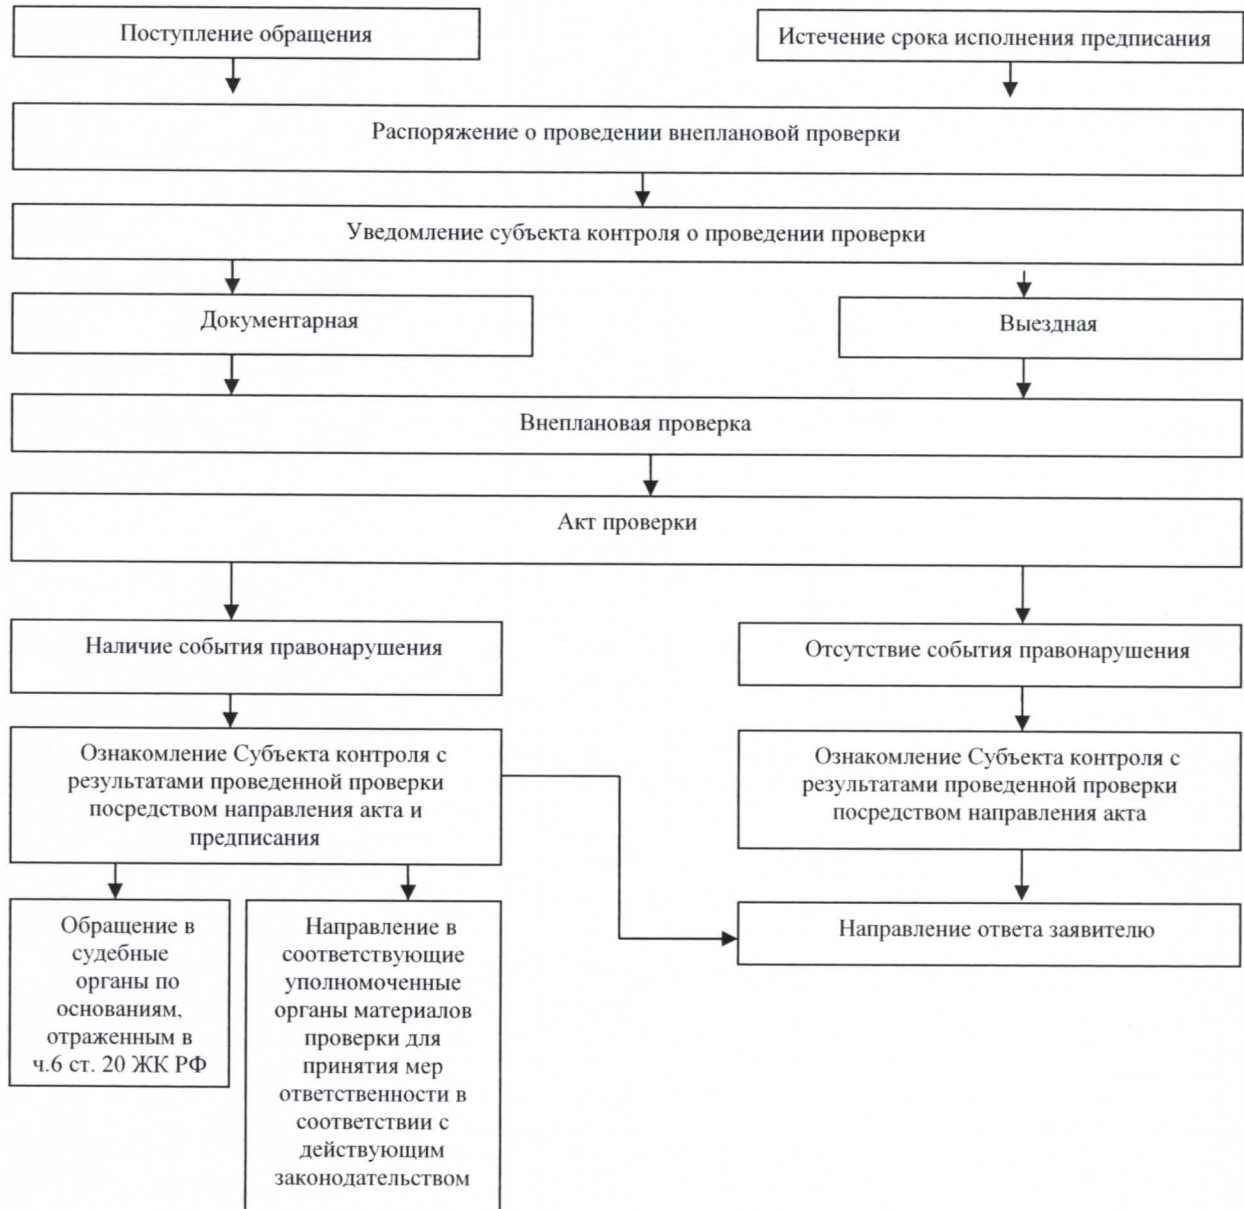 Поступление обращения
Истечение срока исполнения предписания
Распоряжение о проведении внеплановой проверки
Уведомление субъекта контроля о проведении проверки
Документарная
Выездная
Внеплановая проверка
Акт проверки
Наличие события правонарушения
Отсутствие события правонарушения
Ознакомление Субъекта контроля с
результатами проведенной проверки
посредством направления акта и
предписания
Ознакомление Субъекта контроля с
результатами проведенной проверки
посредством направления акта
Обращение в
судебные
органы по
основаниям,
отраженным в
ч.6 ст. 20 ЖК РФ
Направление в
соответствующие
уполномоченные
органы материалов
проверки для
принятия мер
ответственности в
соответствии с
действующим
законодательством
Направление ответа заявителю